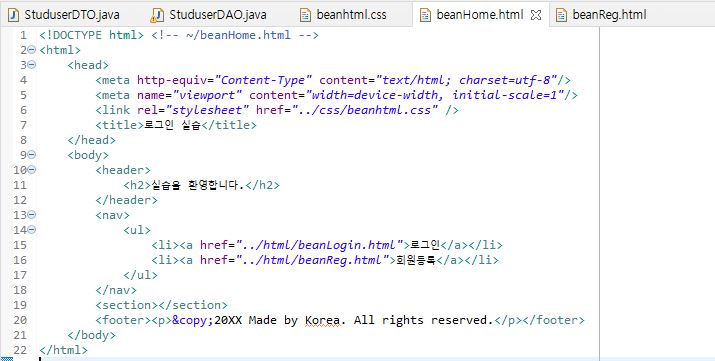 StuduserDTO.java StuduserDAO.java beanhtml.css beanHome.html beanReg.html
1 <!DOCTYPE html> <!-- ~/beanHome.html -->
2 <html>
3 <head>
4 <meta http-equiv="Content-Type" content="text/html; charset=utf-8"/>
5 <meta name="viewport" content="width=device-width, initial-scale=1"/>
6 <link rel="stylesheet" href="../css/beanhtml.css" />
7 <title>로그인 실습</title>
8 </head>
9 <body>
10 <header>
11 <h2>실습을 환영합니다.</h2>
12 </header>
13 <nav>
14 <ul>
15 <li><a href="../html/beanLogin.html">로그인</a></li>
16 <li><a href="../html/beanReg.html">회원등록</a></li>
17 </ul>
18 </nav>
19 <section></section>
20 <footer><p>&copy;20XX Made by Korea. All rights reserved.</p></footer>
21 </body>
22 </html>